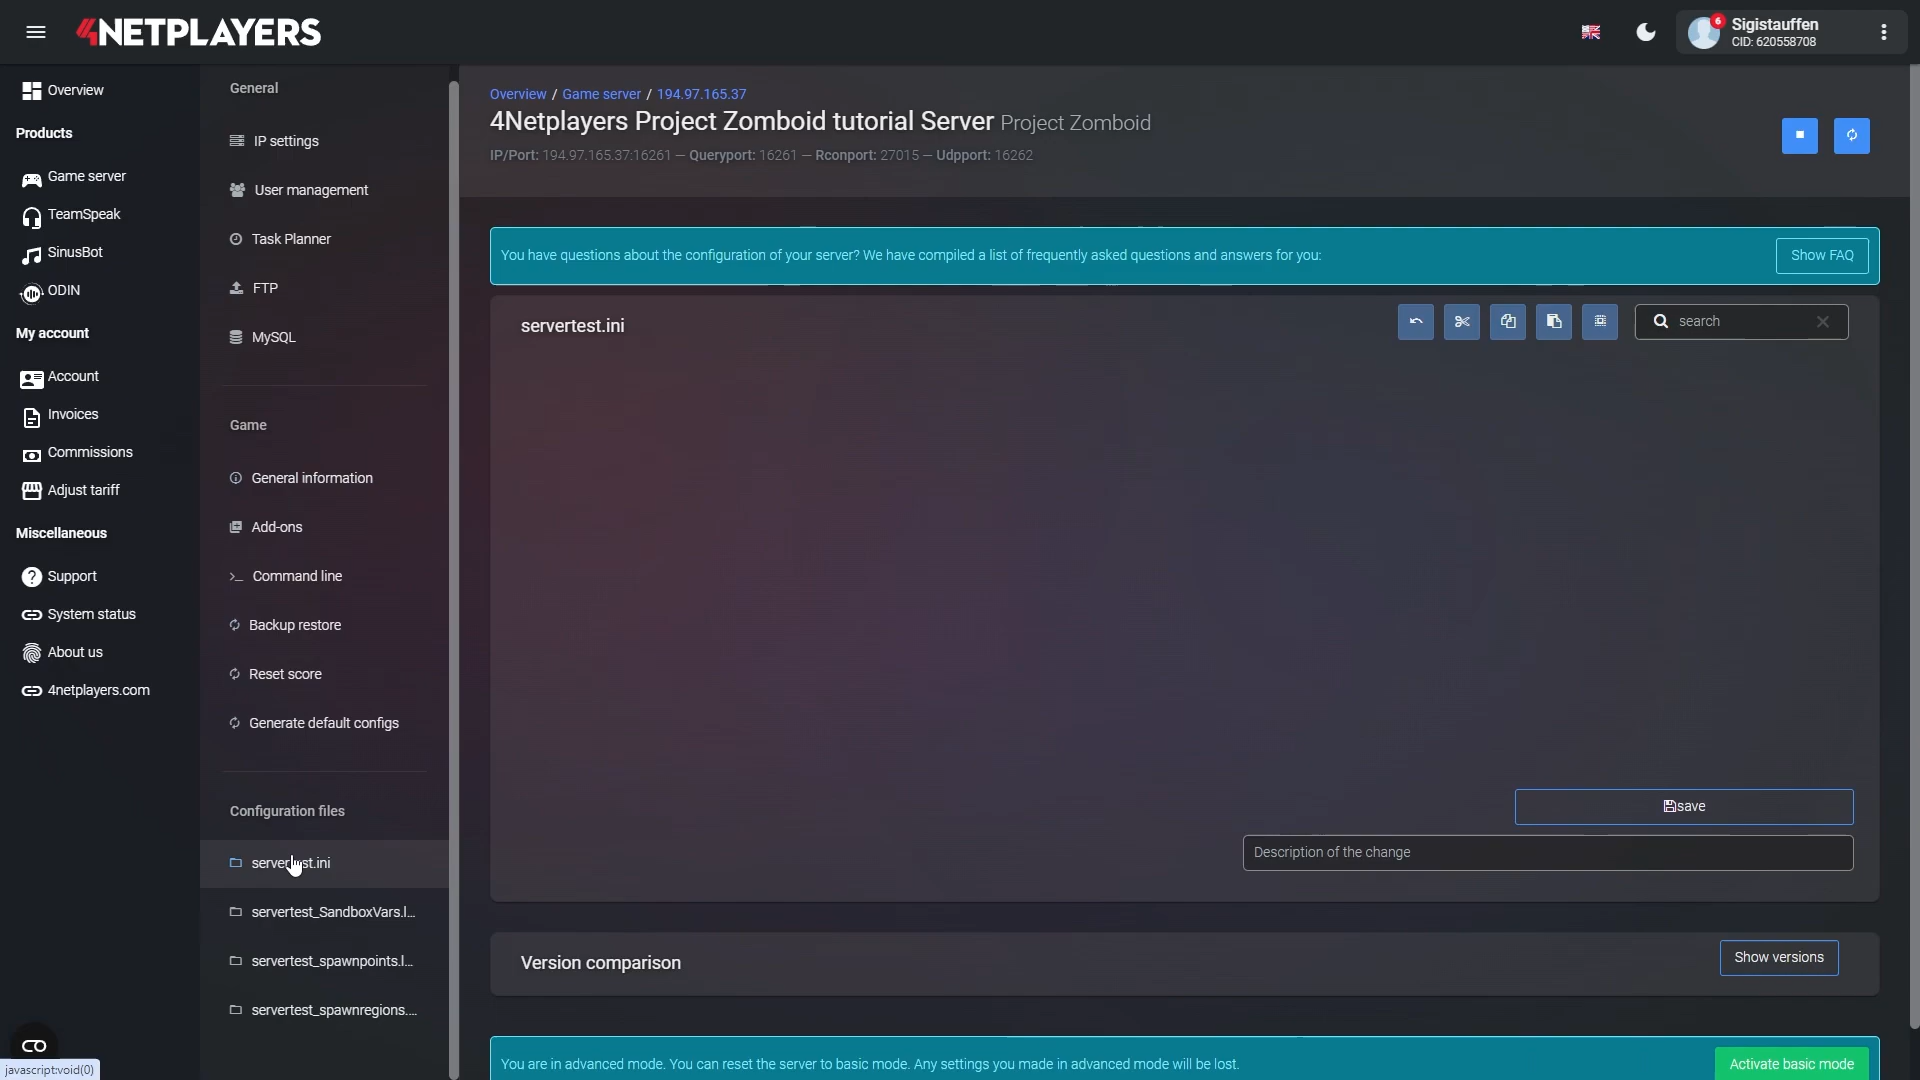 4NETPLAYERS
6
Sigistauffen
CID: 620558708
Overview
Products
Game server
TeamSpeak
SinusBot
ODIN
My account
Account
Invoices
Commissions
Adjust tariff
Miscellaneous
Support
System status
About us
4netplayers.com
javascript:void(0)
General
IP settings
User management
Task Planner
FTP
MySQL
Game
General information
Add-ons
Command line
Backup restore
Reset score
Generate default configs
Configuration files
servertest.ini
servertest_SandboxVars.l...
servertest_spawnpoints.l...
servertest_spawnregions....
Overview / Game server / 194.97.165.37
4Netplayers Project Zomboid tutorial Server Project Zomboid
IP/Port: 194.97.165.37:16261 — Queryport: 16261 — Rconport: 27015 — Udpport: 16262
You have questions about the configuration of your server? We have compiled a list of frequently asked questions and answers for you:
Show FAQ
servertest.ini
search
save
Description of the change
Version comparison
Show versions
You are in advanced mode. You can reset the server to basic mode. Any settings you made in advanced mode will be lost.
Activate basic mode